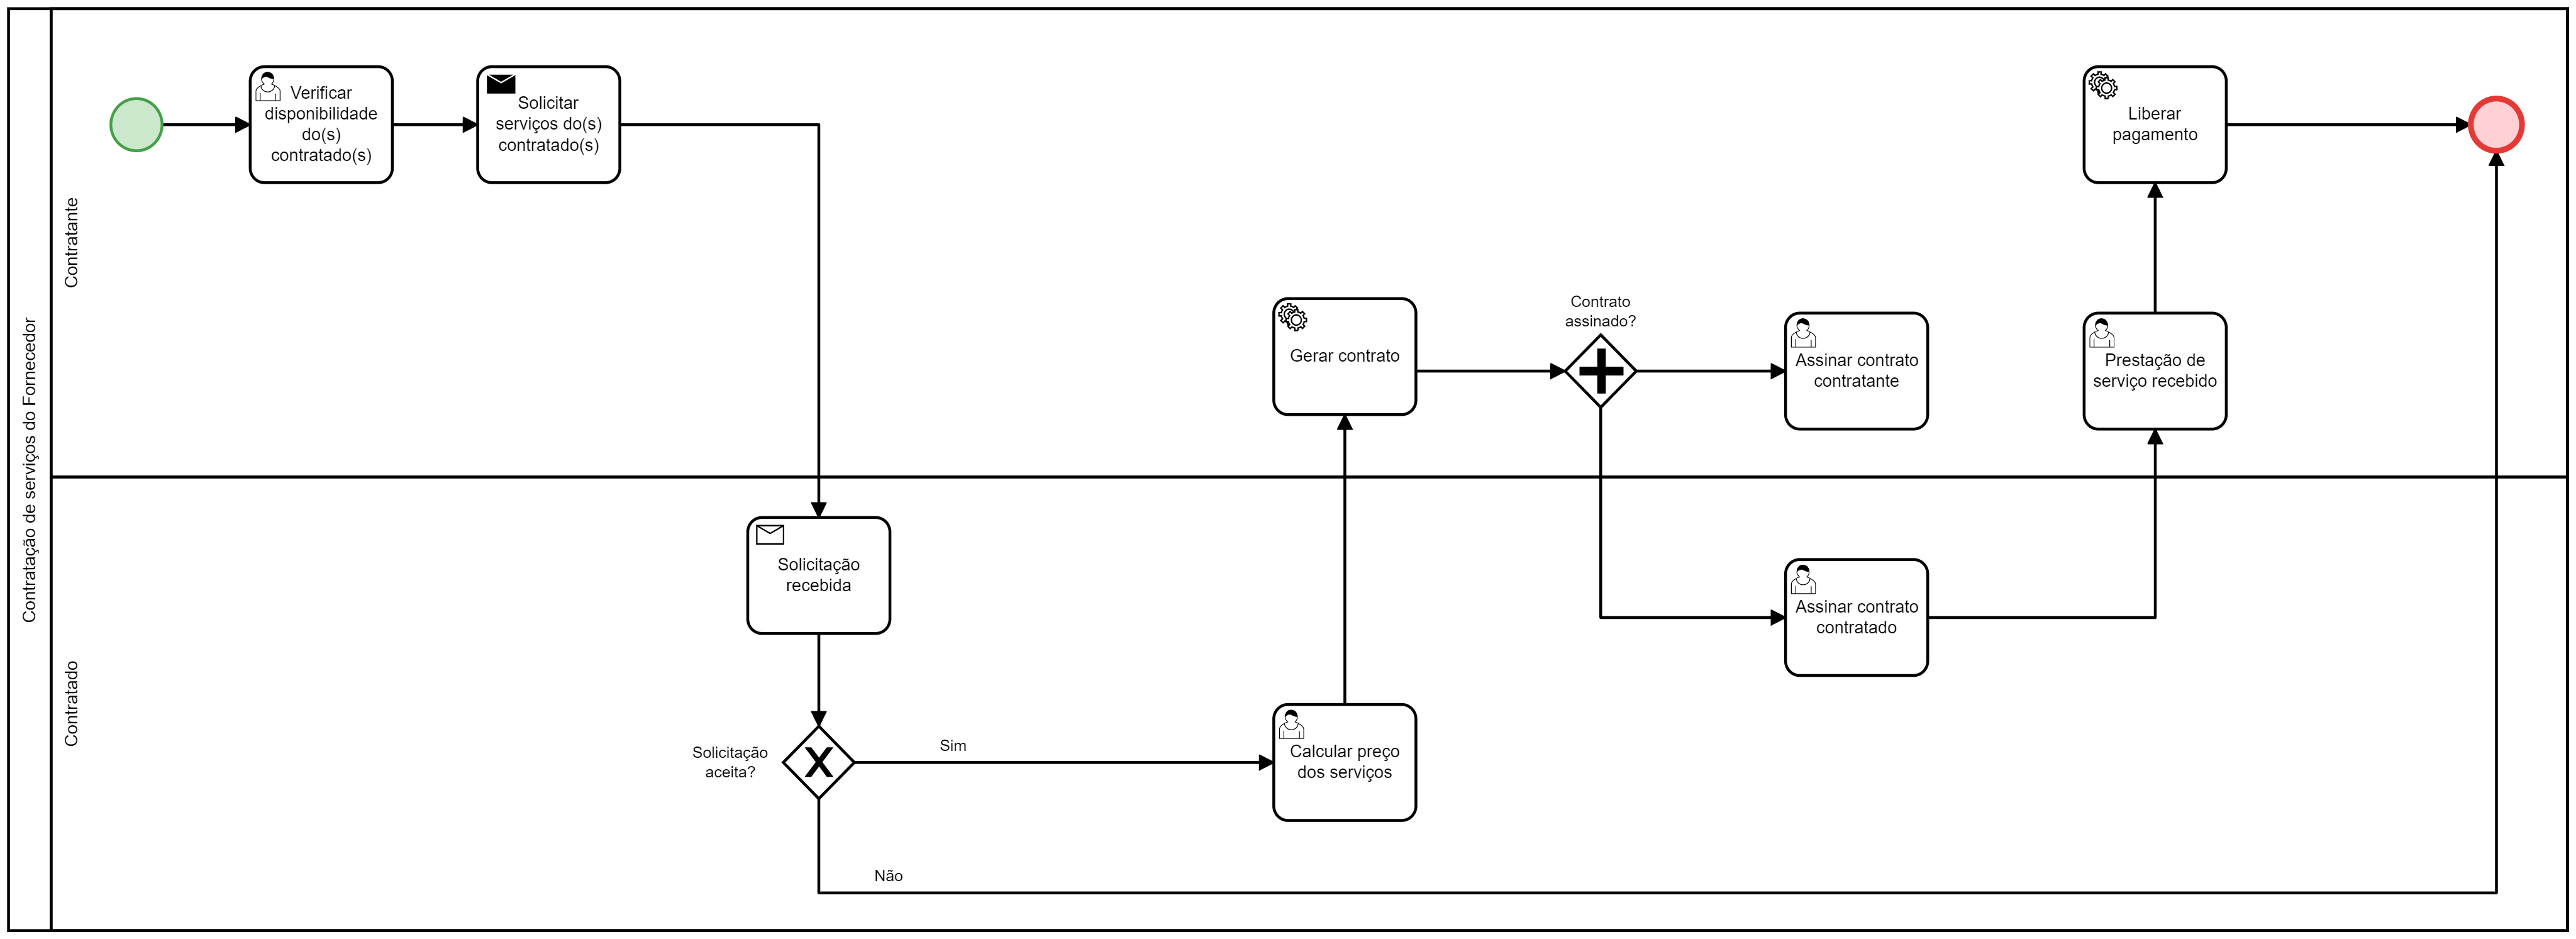 Contratação de serviços do Fornecedor
Contratante
Verificar
disponibilidade
do(s)
contratado(s)
Solicitar
serviços do(s)
contratado(s)
Liberar
pagamento
Gerar contrato
Contrato
assinado?
Assinar contrato
contratante
Prestação de
serviço recebido
Contratado
Solicitação
recebida
Assinar contrato
contratado
Solicitação
aceita?
Sim
Calcular preço
dos serviços
Não